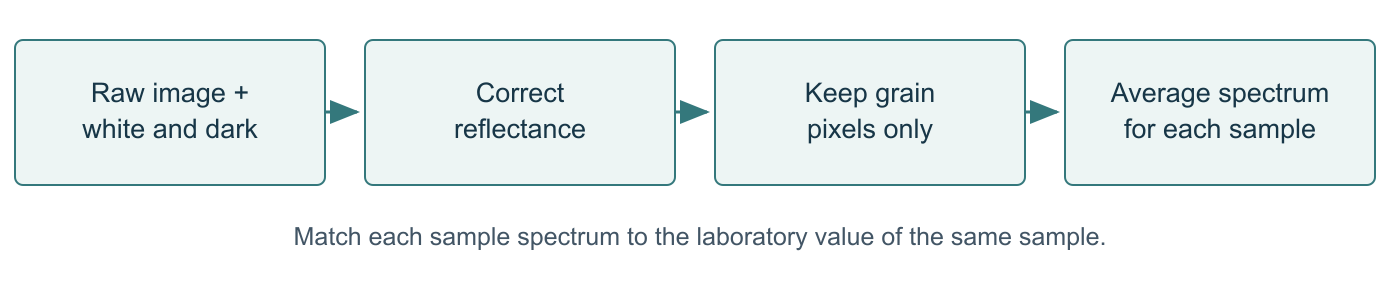 Raw image +
white and dark
Correct
reflectance
Keep grain
pixels only
Average spectrum
for each sample
Match each sample spectrum to the laboratory value of the same sample.